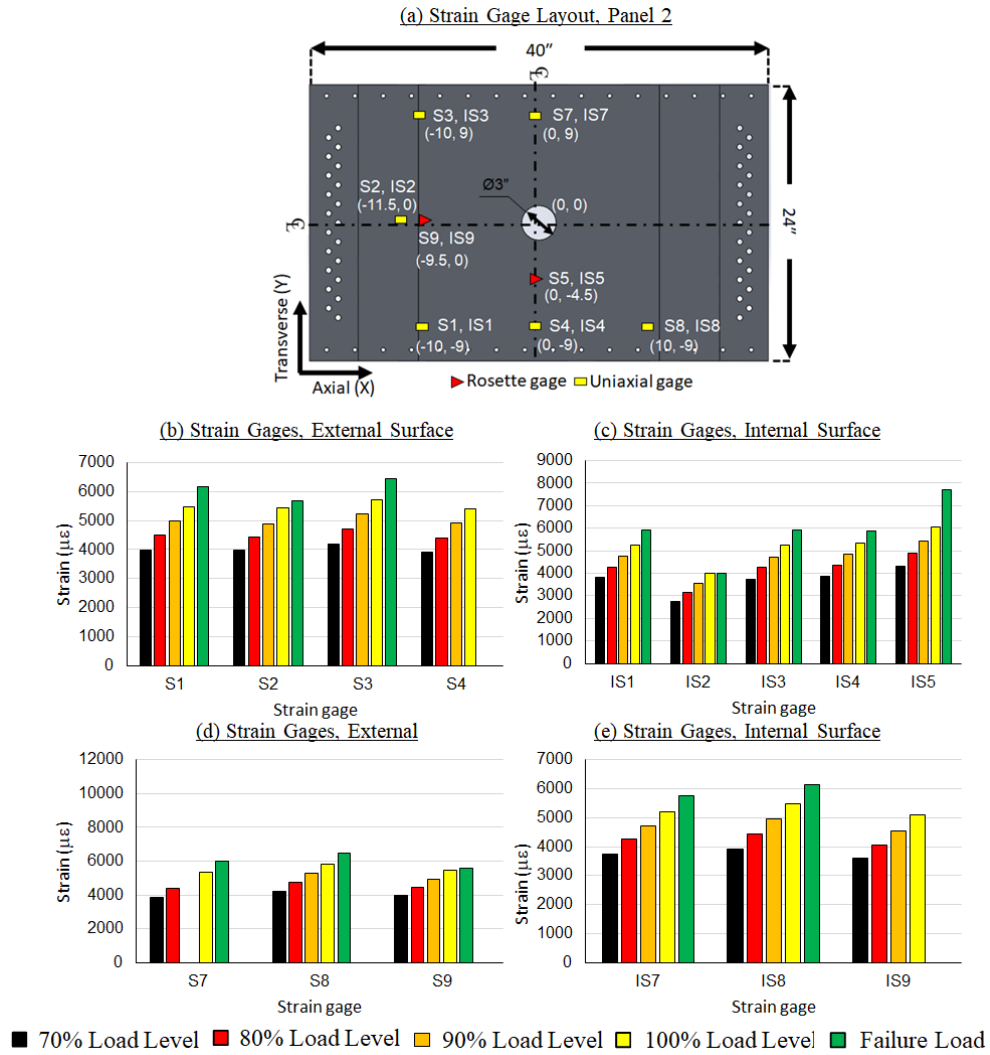 (a) Strain Gage Layout, Panel 2
40”
S3, IS3
(-10, 9)
S7, IS7
(0, 9)
S2, IS2
(-11.5, 0)
Ø3”
(0, 0)
24”
S9, IS9
(-9.5, 0)
S5, IS5
(0, -4.5)
S1, IS1
(-10, -9)
S4, IS4
(0, -9)
S8, IS8
(10, -9)
Transverse (Y)
Axial (X)
Rosette gage
Uniaxial gage
(b) Strain Gages, External Surface
7000
6000
5000
4000
3000
2000
1000
0
Strain (με)
S1 S2 S3 S4
Strain gage
(c) Strain Gages, Internal Surface
9000
8000
7000
6000
5000
4000
3000
2000
1000
0
Strain (με)
IS1 IS2 IS3 IS4 IS5
Strain gage
(d) Strain Gages, External
12000
10000
8000
6000
4000
2000
0
Strain (με)
S7 S8 S9
Strain gage
(e) Strain Gages, Internal Surface
7000
6000
5000
4000
3000
2000
1000
0
Strain (με)
IS7 IS8 IS9
Strain gage
70% Load Level
80% Load Level
90% Load Level
100% Load Level
Failure Load